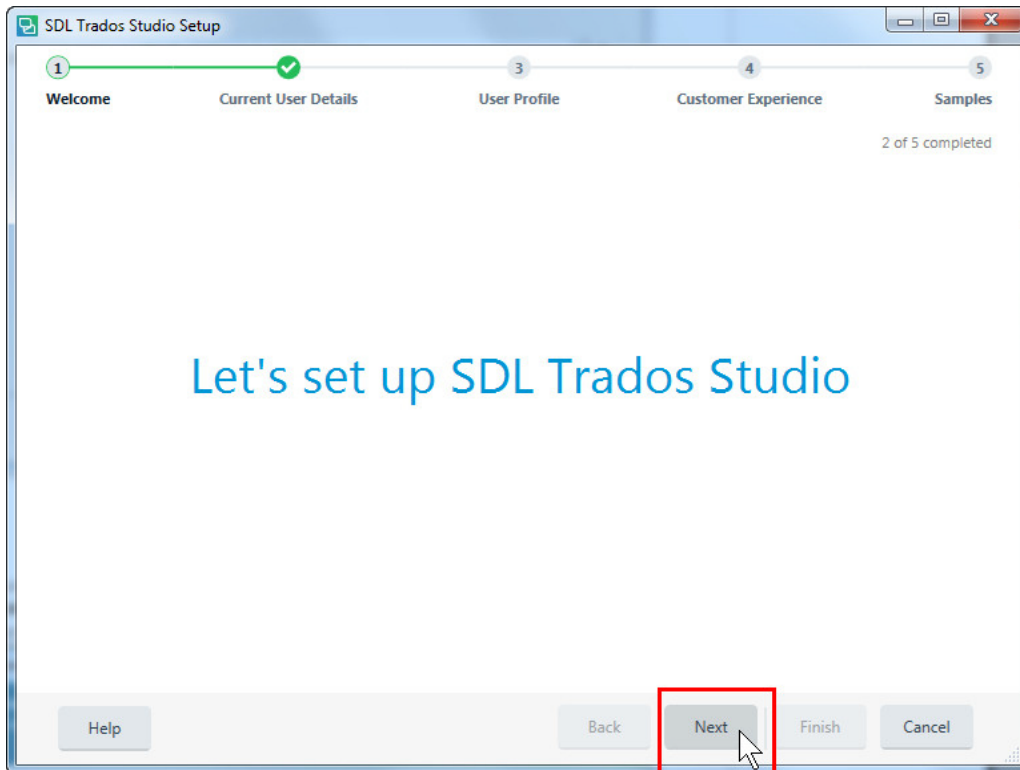 SDL Trados Studio Setup
1 3 4 5
Welcome Current User Details User Profile Customer Experience Samples
2 of 5 completed
Let's set up SDL Trados Studio
Help Back Next Finish Cancel